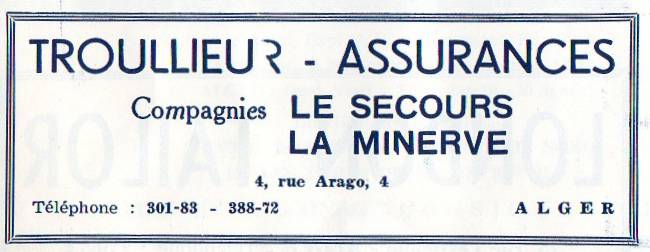 TROULLIEUR - ASSURANCES
Compagnies LE SECOURS
LA MINERVE
4, rue Arago, 4
Téléphone : 301-83 - 388-72 ALGER